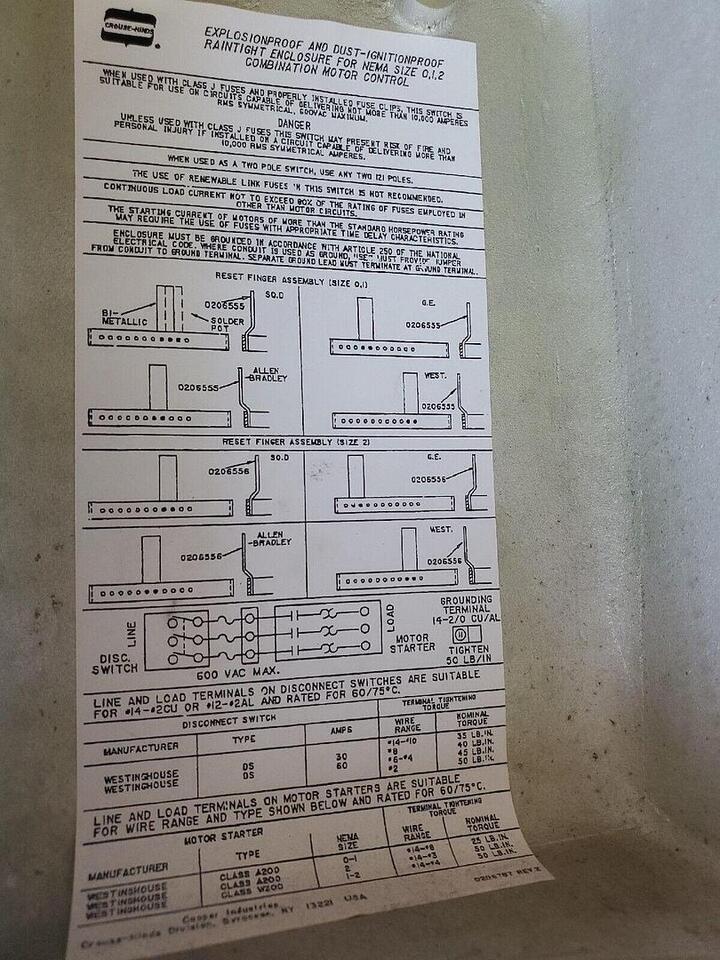 CROUSE-HINDS
EXPLOSIONPROOF AND DUST-IGNITIONPROOF
RAINTIGHT ENCLOSURE FOR NEMA SIZE 0,1,2
COMBINATION MOTOR CONTROL
WHEN USED WITH CLASS J FUSES AND PROPERLY INSTALLED FUSE CLIPS, THIS SWITCH IS
SUITABLE FOR USE ON CIRCUITS CAPABLE OF DELIVERING NOT MORE THAN 10,000 AMPERES
RMS SYMMETRICAL, 600VAC MAXIMUM.
DANGER
UNLESS USED WITH CLASS J FUSES THIS SWITCH MAY PRESENT RISK OF FIRE AND
PERSONAL INJURY IF INSTALLED ON A CIRCUIT CAPABLE OF DELIVERING MORE THAN
10,000 RMS SYMMETRICAL AMPERES.
WHEN USED AS A TWO POLE SWITCH, USE ANY TWO (2) POLES.
THE USE OF RENEWABLE LINK FUSES IN THIS SWITCH IS NOT RECOMMENDED.
CONTINUOUS LOAD CURRENT NOT TO EXCEED 80% OF THE RATING OF FUSES EMPLOYED IN
OTHER THAN MOTOR CIRCUITS.
THE STARTING CURRENT OF MOTORS OF MORE THAN THE STANDARD HORSEPOWER RATING
MAY REQUIRE THE USE OF FUSES WITH APPROPRIATE TIME DELAY CHARACTERISTICS.
ENCLOSURE MUST BE GROUNDED IN ACCORDANCE WITH ARTICLE 250 OF THE NATIONAL
ELECTRICAL CODE. WHERE CONDUIT IS USED AS GROUND, USER MUST PROVIDE JUMPER
FROM CONDUIT TO GROUND TERMINAL. SEPARATE GROUND LEAD MUST TERMINATE AT GROUND TERMINAL.
RESET FINGER ASSEMBLY (SIZE 0,1)
BI-
METALLIC
SOLDER
POT
0206555
SQ.D
0206555
G.E.
0206555
ALLEN
BRADLEY
0206555
WEST.
RESET FINGER ASSEMBLY (SIZE 2)
0206556
SQ.D
0206556
G.E.
0206556
ALLEN
BRADLEY
0206556
WEST.
LINE
DISC.
SWITCH
600 VAC MAX.
LOAD
MOTOR
STARTER
GROUNDING
TERMINAL
14-2/0 CU/AL
TIGHTEN
50 LB/IN
LINE AND LOAD TERMINALS ON DISCONNECT SWITCHES ARE SUITABLE
FOR #14-#2CU OR #12-#2AL AND RATED FOR 60/75°C.
DISCONNECT SWITCH TERMINAL TIGHTENING TORQUE
MANUFACTURER TYPE AMPS WIRE RANGE NOMINAL TORQUE
#14-#10 35 LB.IN.
#8 40 LB.IN.
WESTINGHOUSE DS 30 #6-#4 45 LB.IN.
WESTINGHOUSE DS 60 #2 50 LB.IN.
LINE AND LOAD TERMINALS ON MOTOR STARTERS ARE SUITABLE
FOR WIRE RANGE AND TYPE SHOWN BELOW AND RATED FOR 60/75°C.
MOTOR STARTER TERMINAL TIGHTENING TORQUE
MANUFACTURER TYPE NEMA SIZE WIRE RANGE NOMINAL TORQUE
WESTINGHOUSE CLASS A200 0-1 #14-#8 25 LB.IN.
WESTINGHOUSE CLASS A200 2 #14-#3 50 LB.IN.
WESTINGHOUSE CLASS W200 1-2 #14-#4 50 LB.IN.
Cooper Industries
Crouse-Hinds Division, Syracuse, NY 13221 USA